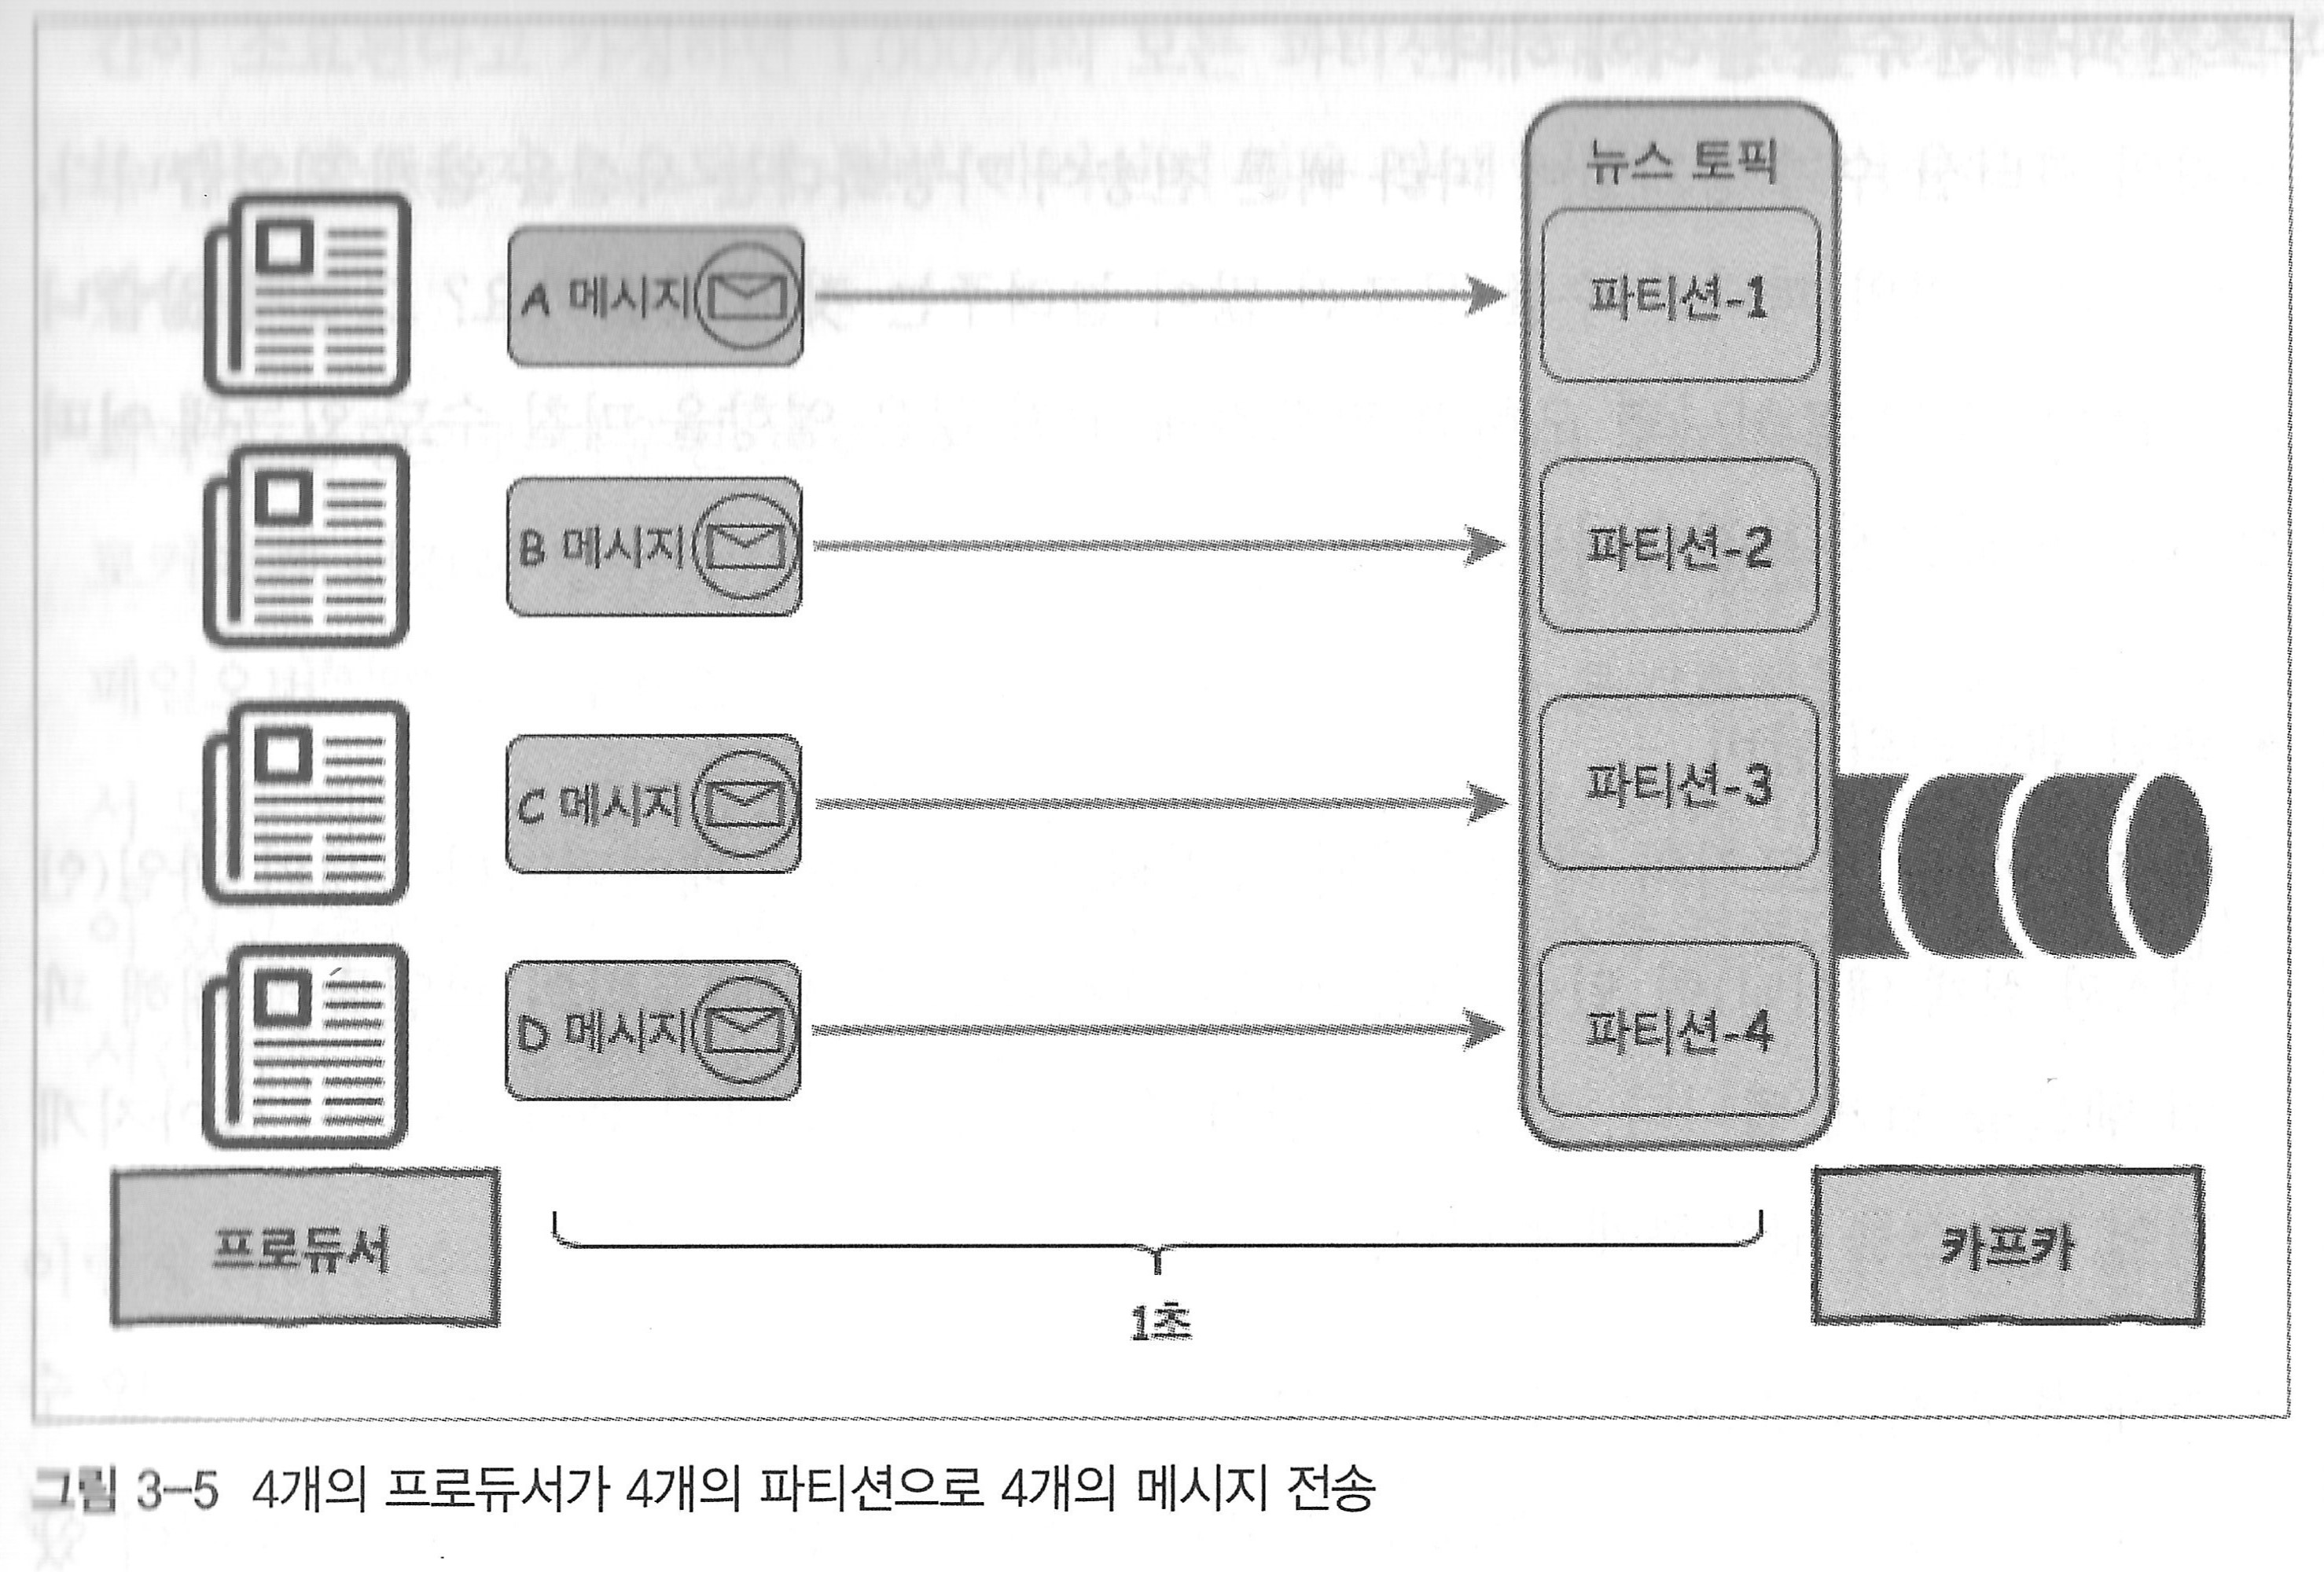 뉴스 토픽
A 메시지
파티션-1
B 메시지
파티션-2
C 메시지
파티션-3
D 메시지
파티션-4
프로듀서
카프카
1초
그림 3-5 4개의 프로듀서가 4개의 파티션으로 4개의 메시지 전송